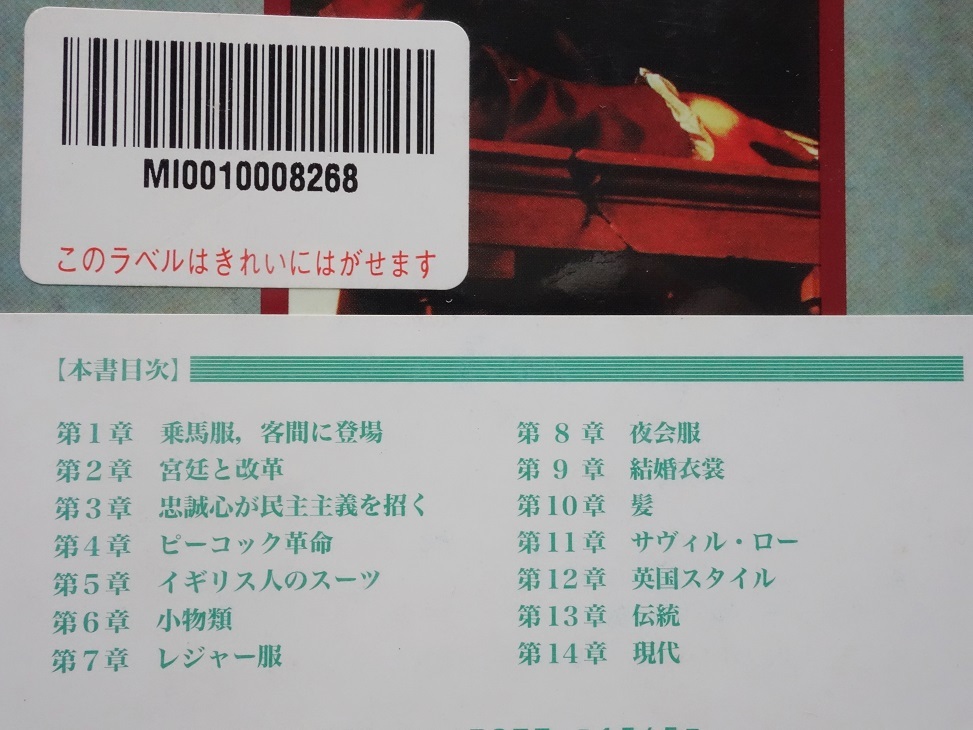 MI0010008268
このラベルはきれいにはがせます
【本書目次】
第1章 乗馬服，客間に登場
第2章 宮廷と改革
第3章 忠誠心が民主主義を招く
第4章 ピーコック革命
第5章 イギリス人のスーツ
第6章 小物類
第7章 レジャー服
第8章 夜会服
第9章 結婚衣裳
第10章 髪
第11章 サヴィル・ロー
第12章 英国スタイル
第13章 伝統
第14章 現代